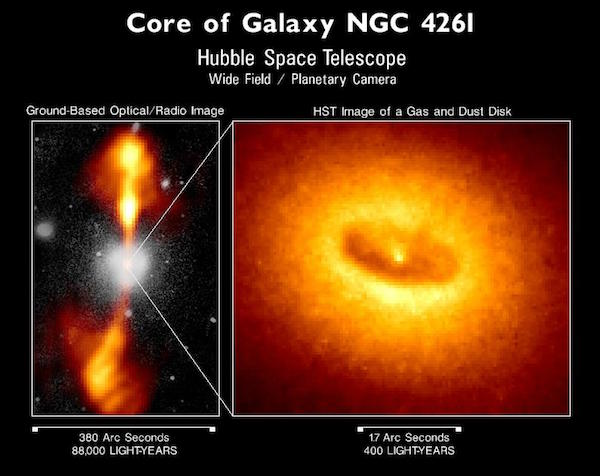 Core of Galaxy NGC 4261
Hubble Space Telescope
Wide Field / Planetary Camera
Ground-Based Optical/Radio Image
HST Image of a Gas and Dust Disk
380 Arc Seconds
88,000 LIGHT-YEARS
17 Arc Seconds
400 LIGHT-YEARS